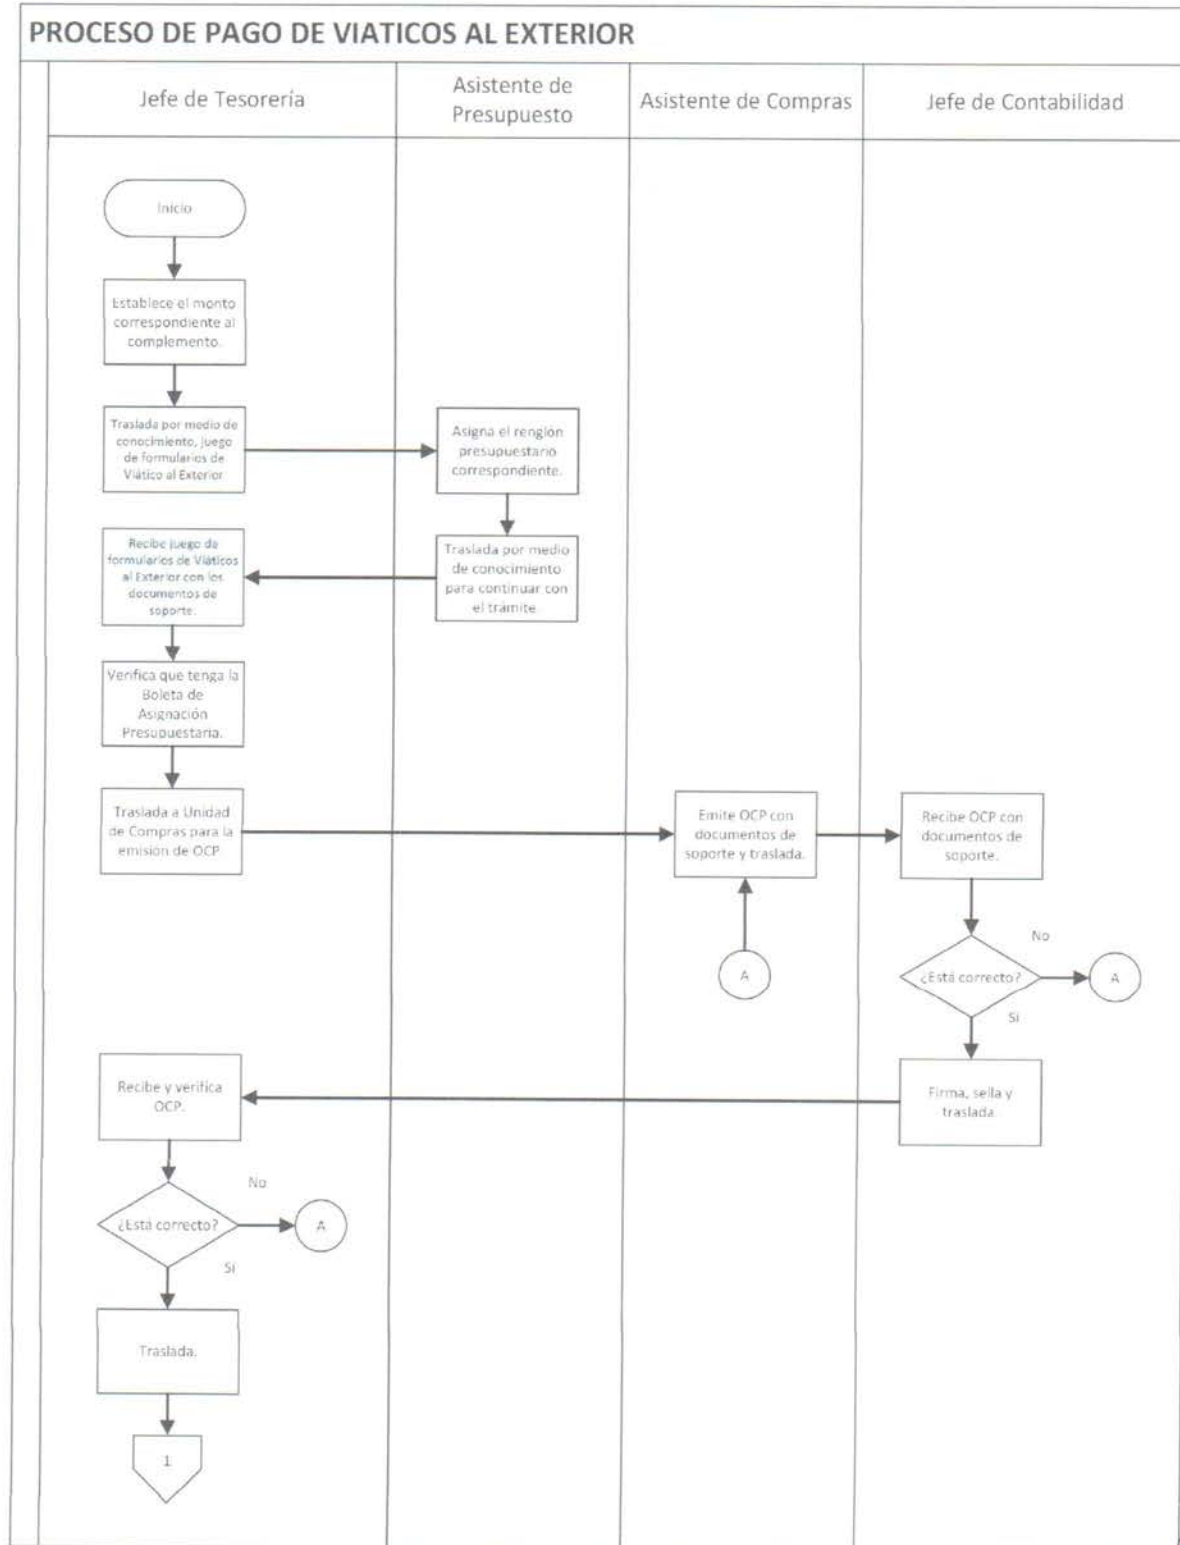 PROCESO DE PAGO DE VIATICOS AL EXTERIOR
Jefe de Tesorería
Asistente de
Presupuesto
Asistente de Compras
Jefe de Contabilidad
Inicio
Establece el monto
correspondiente al
complemento.
Traslada por medio de
conocimiento, juego
de formularios de
Viático al Exterior
Asigna el renglón
presupuestario
correspondiente.
Recibe juego de
formularios de Viáticos
al Exterior con los
documentos de
soporte.
Traslada por medio
de conocimiento
para continuar con
el trámite.
Verifica que tenga la
Boleta de
Asignación
Presupuestaria.
Traslada a Unidad
de Compras para la
emisión de OCP
Emite OCP con
documentos de
soporte y traslada.
Recibe OCP con
documentos de
soporte.
No
A
¿Está correcto?
A
Si
Recibe y verifica
OCP.
Firma, sella y
traslada
No
¿Está correcto?
A
Si
Traslada.
1